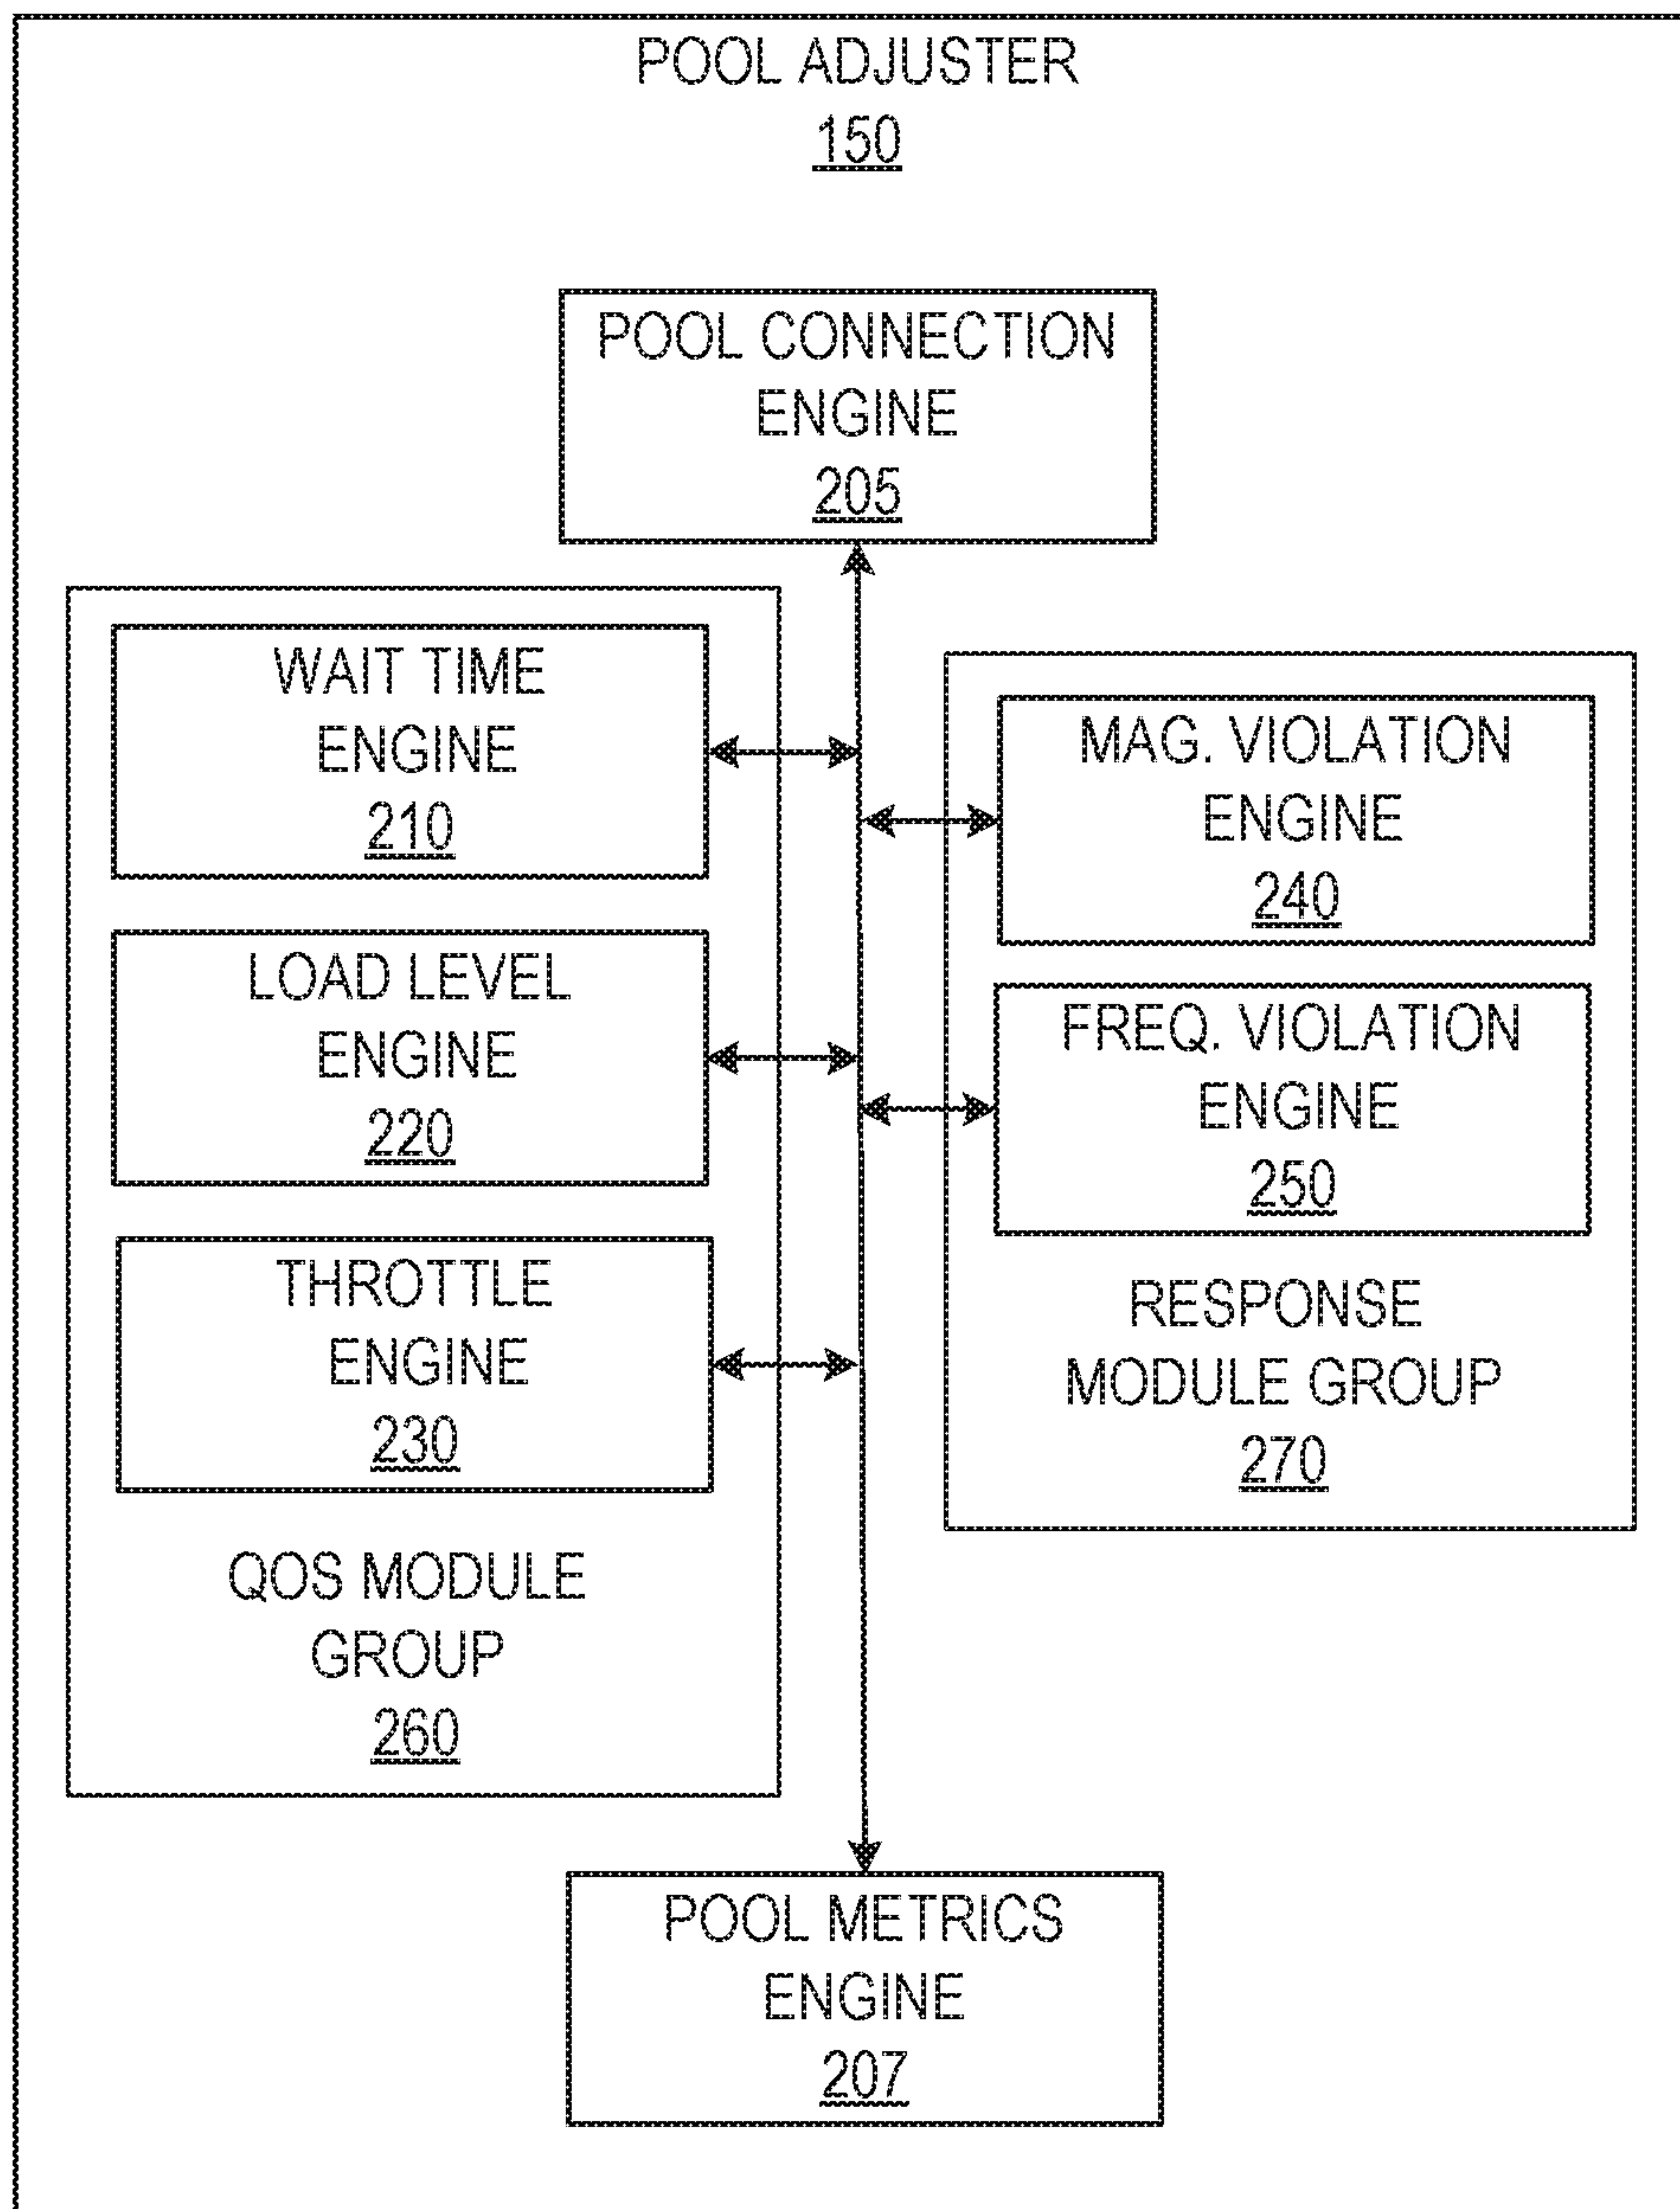 POOL ADJUSTER
150
POOL CONNECTION
ENGINE
205
WAIT TIME
ENGINE
210
LOAD LEVEL
ENGINE
220
THROTTLE
ENGINE
230
QOS MODULE
GROUP
260
MAG. VIOLATION
ENGINE
240
FREQ. VIOLATION
ENGINE
250
RESPONSE
MODULE GROUP
270
POOL METRICS
ENGINE
207